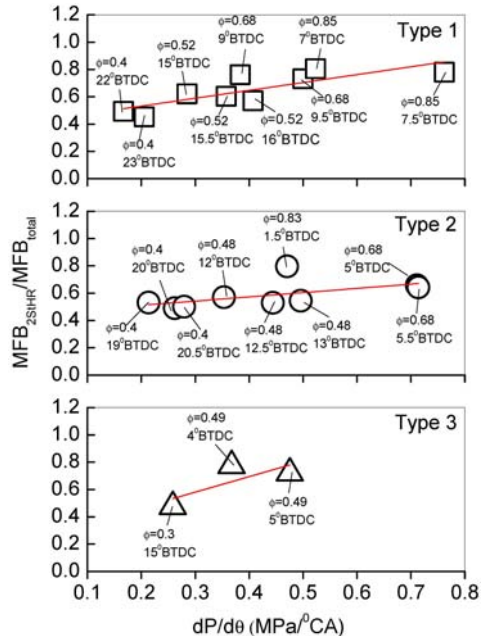 Type 1
φ=0.4
22⁰BTDC
φ=0.52
15⁰BTDC
φ=0.68
9⁰BTDC
φ=0.85
7⁰BTDC
φ=0.4
23⁰BTDC
φ=0.52
15.5⁰BTDC
φ=0.52
16⁰BTDC
φ=0.68
9.5⁰BTDC
φ=0.85
7.5⁰BTDC
1.2
1.0
0.8
0.6
0.4
0.2
0.0
Type 2
φ=0.4
19⁰BTDC
φ=0.4
20⁰BTDC
φ=0.4
20.5⁰BTDC
φ=0.48
12⁰BTDC
φ=0.83
1.5⁰BTDC
φ=0.48
12.5⁰BTDC
φ=0.48
13⁰BTDC
φ=0.68
5⁰BTDC
φ=0.68
5.5⁰BTDC
1.2
1.0
0.8
0.6
0.4
0.2
0.0
MFB2StHR/MFBtotal
Type 3
φ=0.49
4⁰BTDC
φ=0.3
15⁰BTDC
φ=0.49
5⁰BTDC
1.2
1.0
0.8
0.6
0.4
0.2
0.0
0.1 0.2 0.3 0.4 0.5 0.6 0.7 0.8
dP/dθ (MPa/⁰CA)